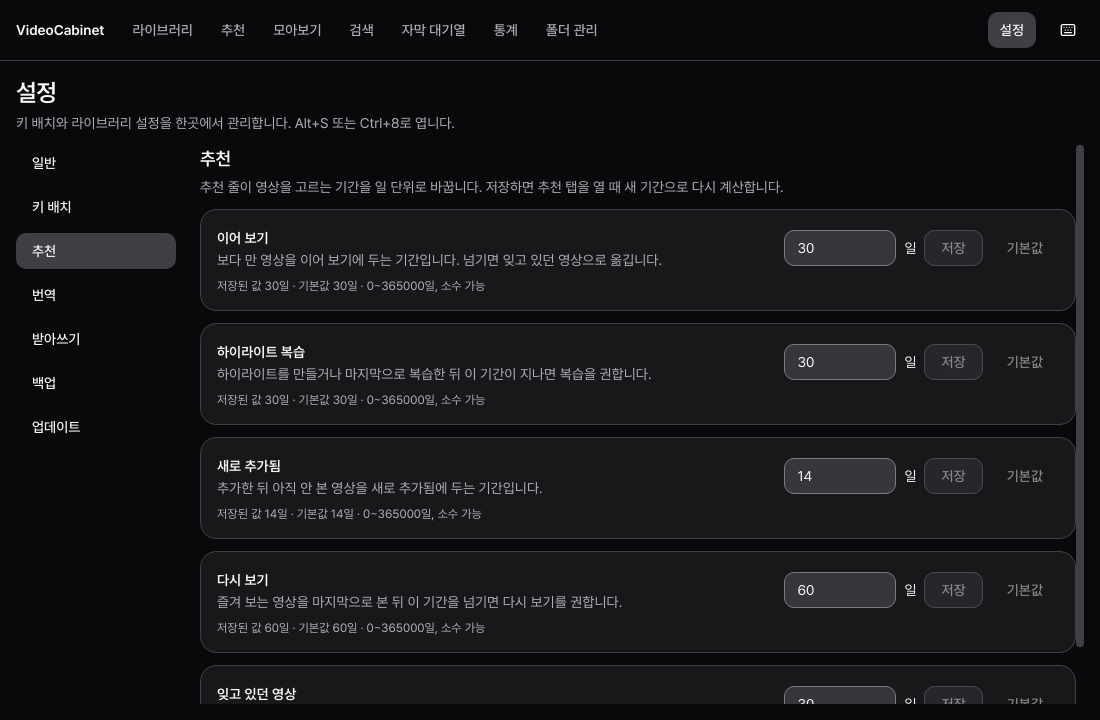 VideoCabinet 라이브러리 추천 모아보기 검색 자막 대기열 통계 폴더 관리 설정
설정
키 배치와 라이브러리 설정을 한곳에서 관리합니다. Alt+S 또는 Ctrl+8로 엽니다.
일반
키 배치
추천
번역
받아쓰기
백업
업데이트
추천
추천 줄이 영상을 고르는 기간을 일 단위로 바꿉니다. 저장하면 추천 탭을 열 때 새 기간으로 다시 계산합니다.
이어 보기
보다 만 영상을 이어 보기에 두는 기간입니다. 넘기면 잊고 있던 영상으로 옮깁니다.
저장된 값 30일 · 기본값 30일 · 0~365000일, 소수 가능
30 일 저장 기본값
하이라이트 복습
하이라이트를 만들거나 마지막으로 복습한 뒤 이 기간이 지나면 복습을 권합니다.
저장된 값 30일 · 기본값 30일 · 0~365000일, 소수 가능
30 일 저장 기본값
새로 추가됨
추가한 뒤 아직 안 본 영상을 새로 추가됨에 두는 기간입니다.
저장된 값 14일 · 기본값 14일 · 0~365000일, 소수 가능
14 일 저장 기본값
다시 보기
즐겨 보는 영상을 마지막으로 본 뒤 이 기간을 넘기면 다시 보기를 권합니다.
저장된 값 60일 · 기본값 60일 · 0~365000일, 소수 가능
60 일 저장 기본값
잊고 있던 영상
30 일 저장 기본값